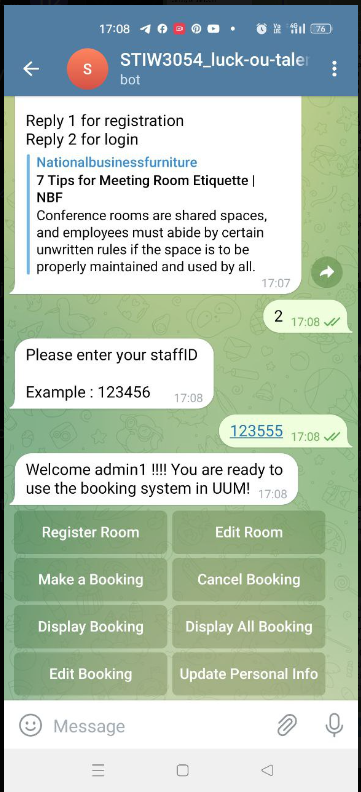 17:08
4G
76
STIW3054_luck-ou-taler
S
bot
Reply 1 for registration
Reply 2 for login
Nationalbusinessfurniture
7 Tips for Meeting Room Etiquette |
NBF
Conference rooms are shared spaces,
and employees must abide by certain
unwritten rules if the space is to be
properly maintained and used by all.
17:07
2 17:08
Please enter your staffID
Example : 123456 17:08
123555 17:08
Welcome admin1 !!!! You are ready to
use the booking system in UUM! 17:08
Register Room
Edit Room
Make a Booking
Cancel Booking
Display Booking
Display All Booking
Edit Booking
Update Personal Info
Message